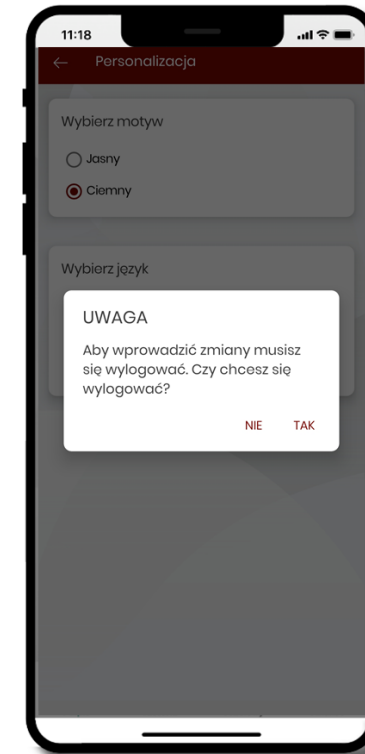 11:18
Personalizacja
Wybierz motyw
Jasny
Ciemny
Wybierz język
UWAGA
Aby wprowadzić zmiany musisz
się wylogować. Czy chcesz się
wylogować?
NIE TAK